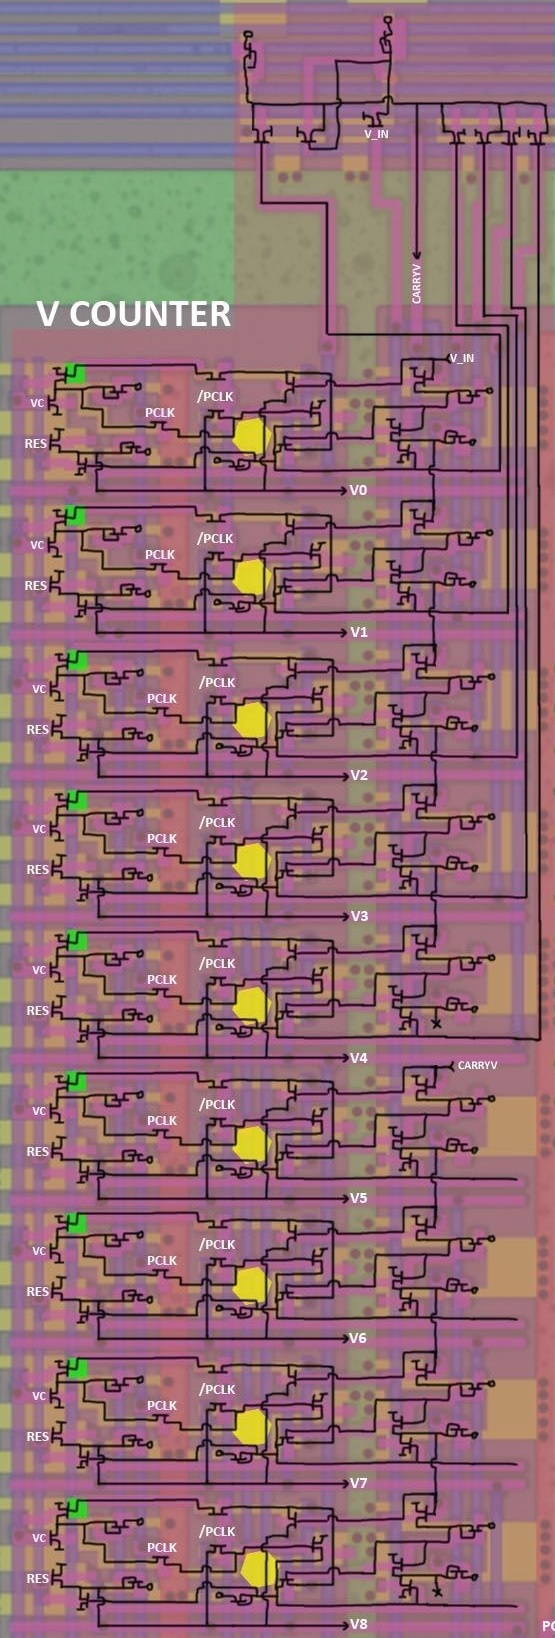 V_IN
CARRYV
V COUNTER
V_IN
/PCLK
VC
PCLK
RES
V0
/PCLK
VC
PCLK
RES
V1
/PCLK
VC
PCLK
RES
V2
/PCLK
VC
PCLK
RES
V3
/PCLK
VC
PCLK
RES
V4
CARRYV
/PCLK
VC
PCLK
RES
V5
/PCLK
VC
PCLK
RES
V6
/PCLK
VC
PCLK
RES
V7
/PCLK
VC
PCLK
RES
V8